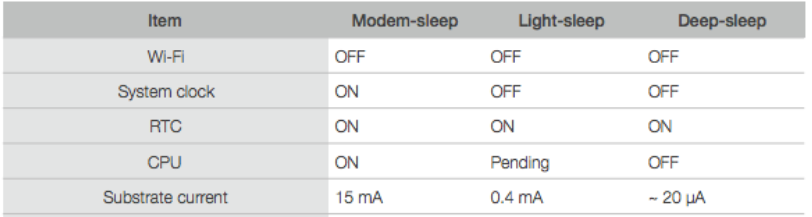 Item Modem-sleep Light-sleep Deep-sleep
Wi-Fi OFF OFF OFF
System clock ON OFF OFF
RTC ON ON ON
CPU ON Pending OFF
Substrate current 15 mA 0.4 mA ~ 20 μA